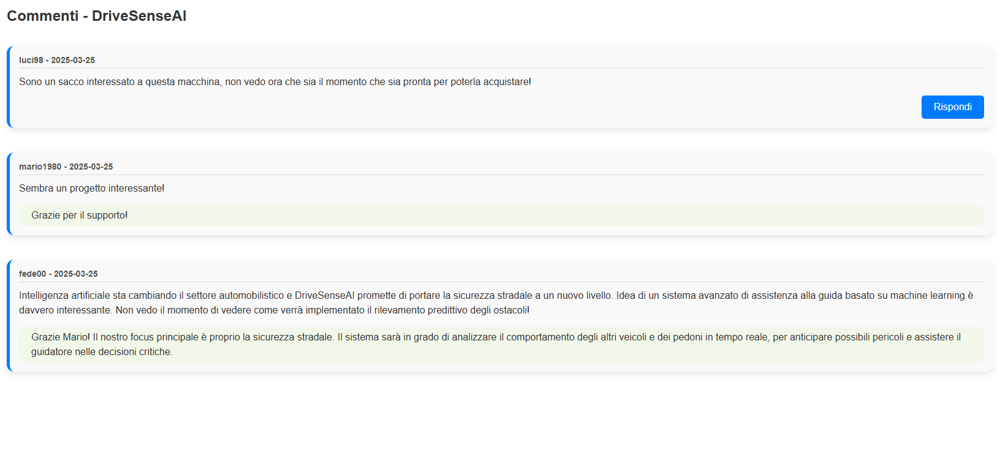 Commenti - DriveSenseAI
luci98 - 2025-03-25
Sono un sacco interessato a questa macchina, non vedo ora che sia il momento che sia pronta per poterla acquistare!
Rispondi
mario1980 - 2025-03-25
Sembra un progetto interessante!
Grazie per il supporto!
fede00 - 2025-03-25
Intelligenza artificiale sta cambiando il settore automobilistico e DriveSenseAI promette di portare la sicurezza stradale a un nuovo livello. Idea di un sistema avanzato di assistenza alla guida basato su machine learning è
davvero interessante. Non vedo il momento di vedere come verrà implementato il rilevamento predittivo degli ostacoli!
Grazie Mario! Il nostro focus principale è proprio la sicurezza stradale. Il sistema sarà in grado di analizzare il comportamento degli altri veicoli e dei pedoni in tempo reale, per anticipare possibili pericoli e assistere il
guidatore nelle decisioni critiche.